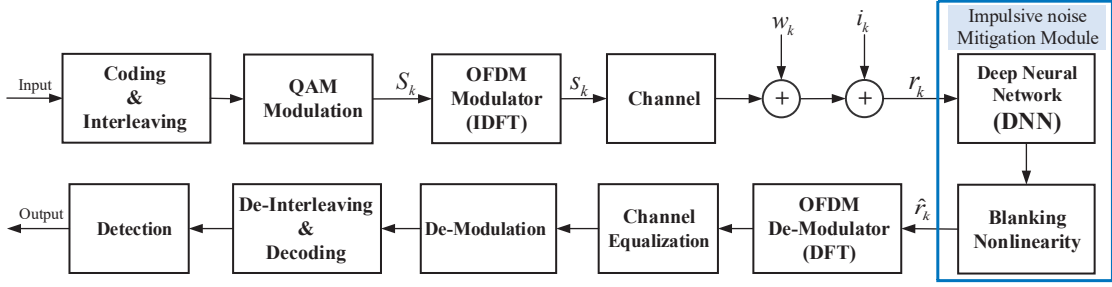 Impulsive noise
Mitigation Module
Input
Coding
&
Interleaving
QAM
Modulation
S_k
OFDM
Modulator
(IDFT)
s_k
Channel
w_k
+
i_k
+
r_k
Deep Neural
Network
(DNN)
Blanking
Nonlinearity
r̂_k
OFDM
De-Modulator
(DFT)
Channel
Equalization
De-Modulation
De-Interleaving
&
Decoding
Detection
Output